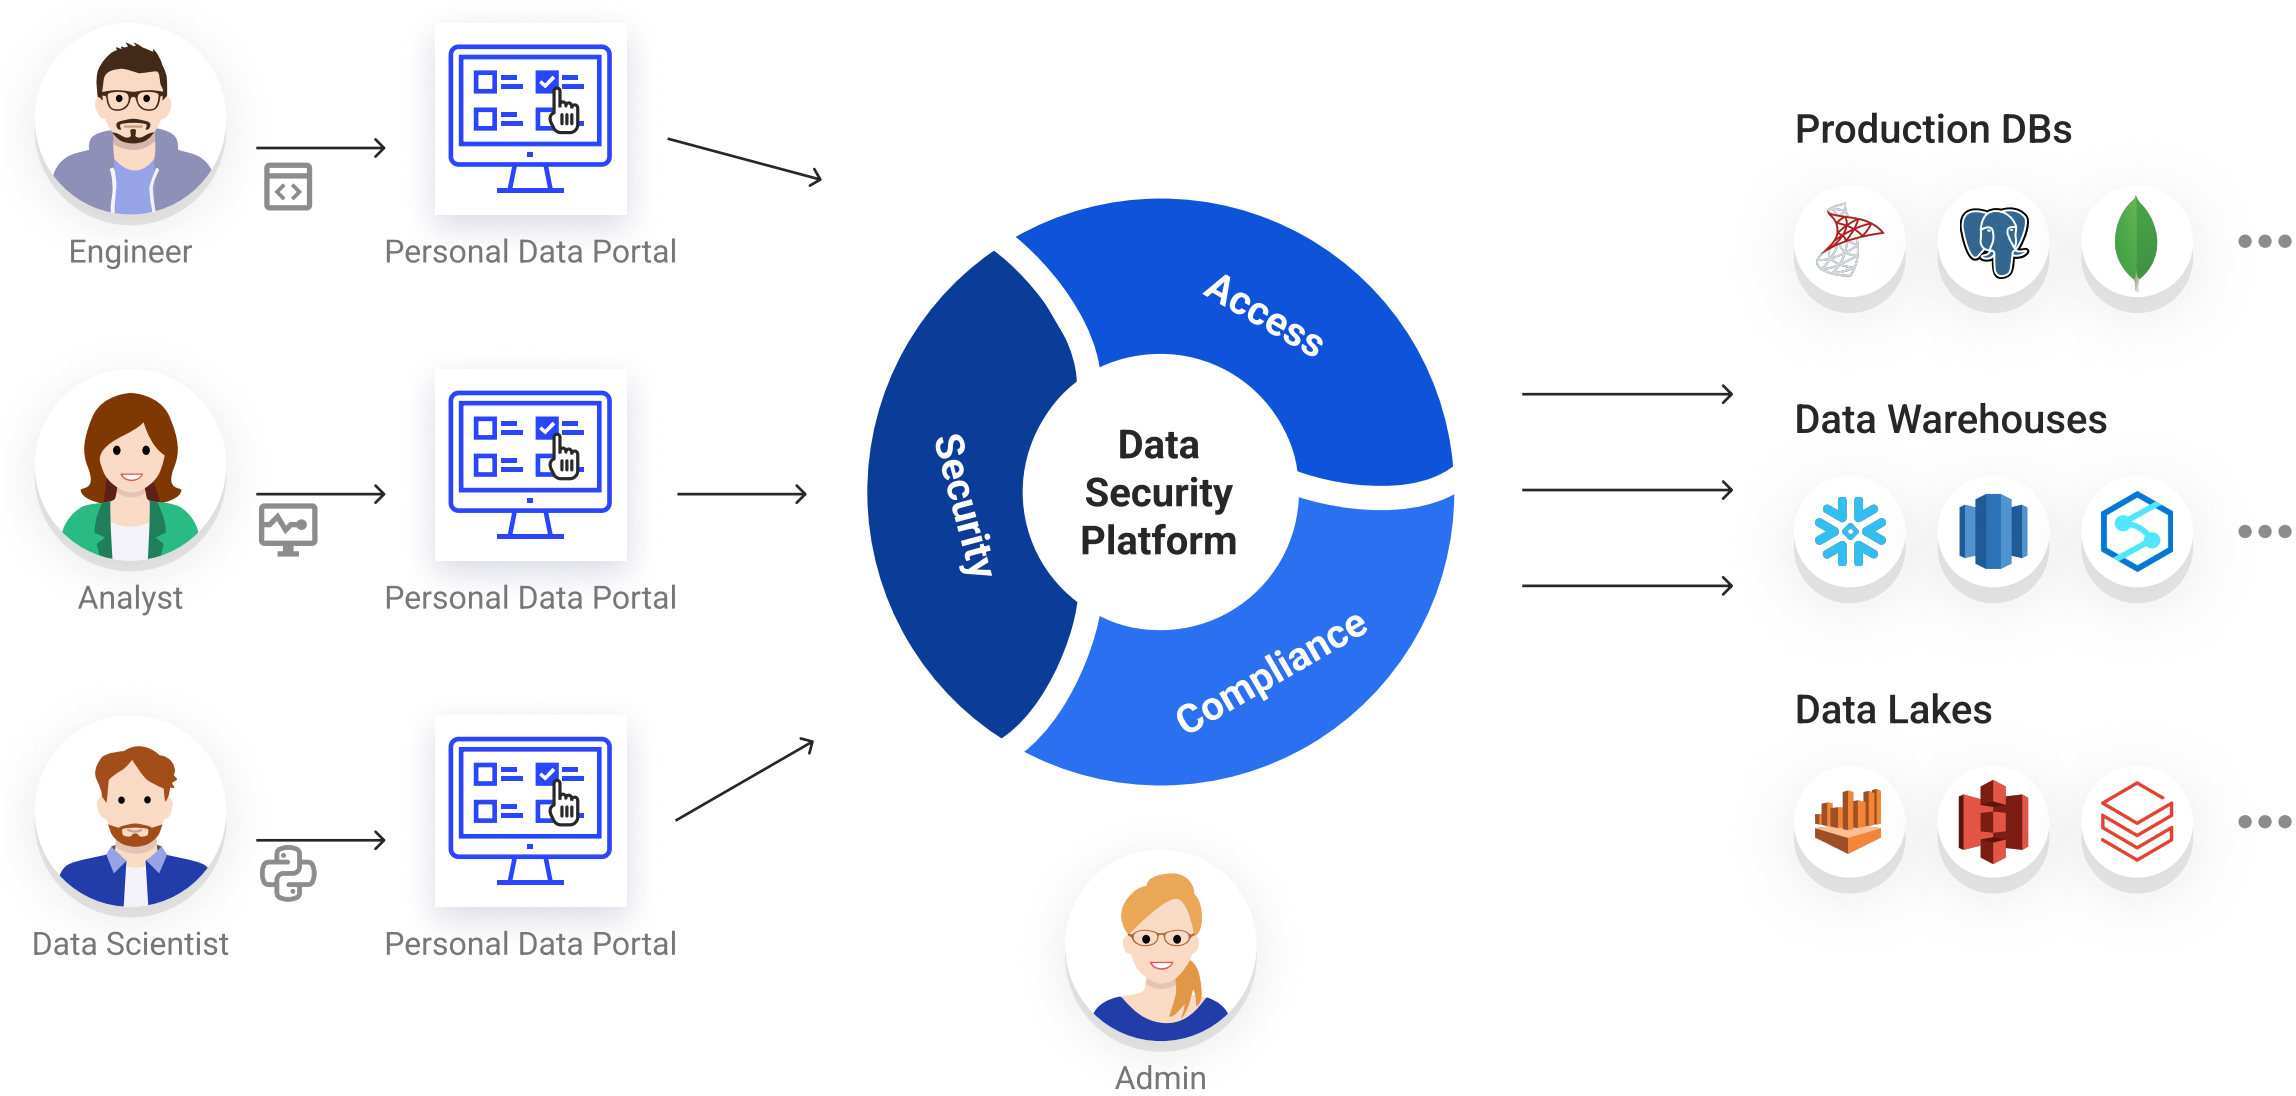 Engineer
Personal Data Portal
Analyst
Personal Data Portal
Data Scientist
Personal Data Portal
Access
Security
Compliance
Data
Security
Platform
Admin
Production DBs
Data Warehouses
Data Lakes